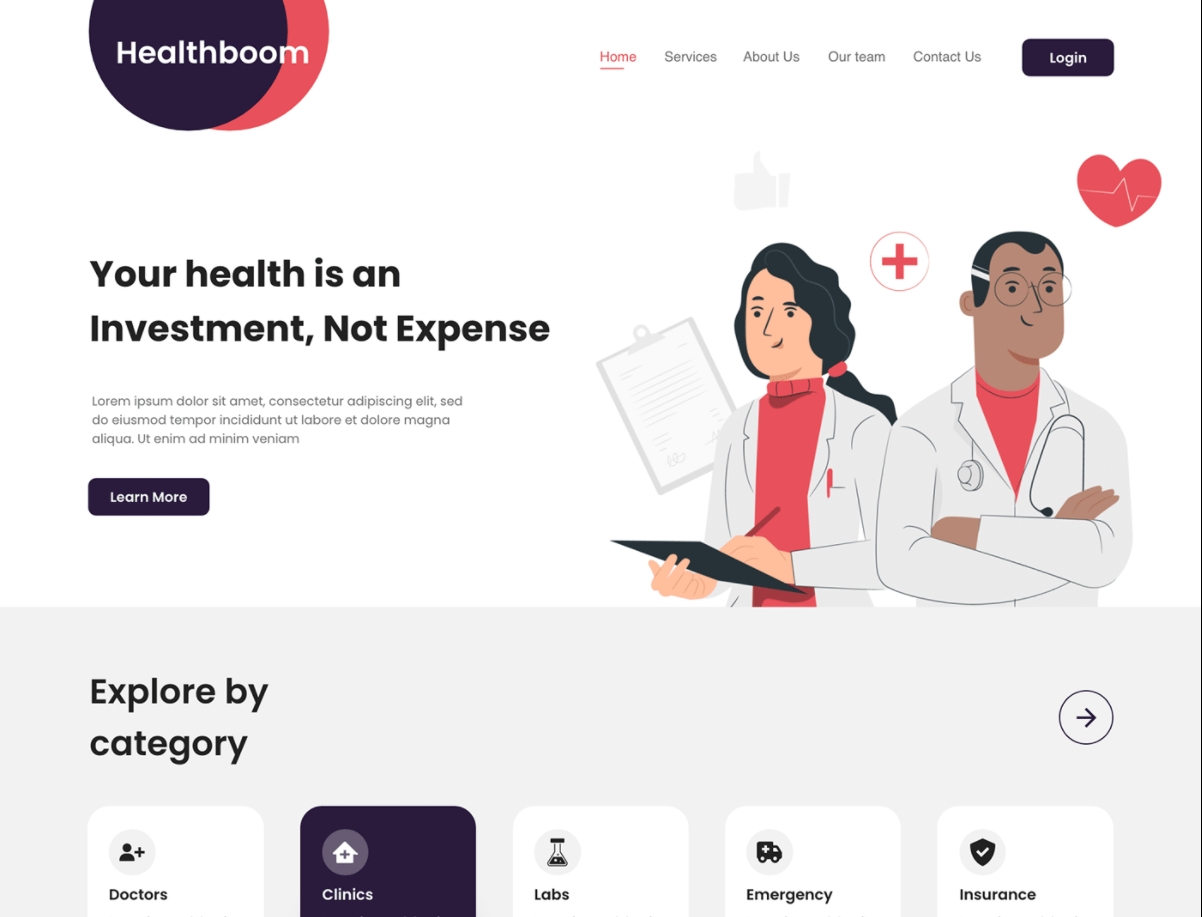 Healthboom
Home Services About Us Our team Contact Us Login
Your health is an
Investment, Not Expense
Lorem ipsum dolor sit amet, consectetur adipiscing elit, sed
do eiusmod tempor incididunt ut labore et dolore magna
aliqua. Ut enim ad minim veniam
Learn More
Explore by
category
Doctors
Clinics
Labs
Emergency
Insurance